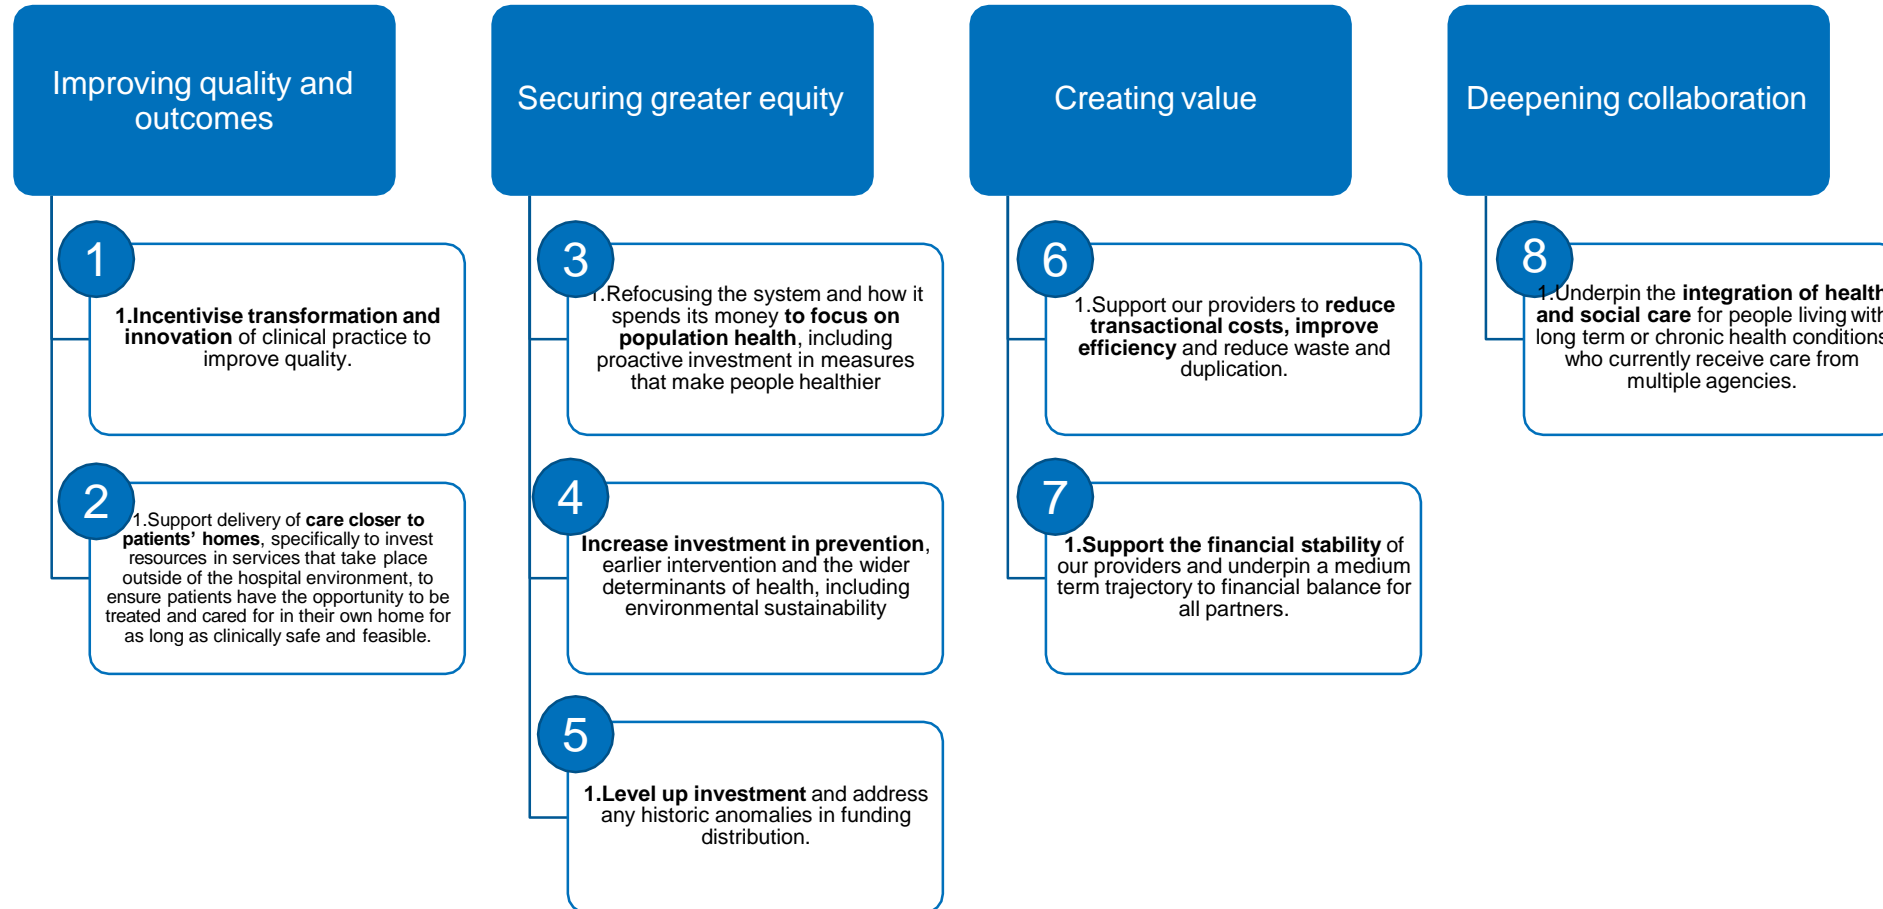 Improving quality and
outcomes
1
1.Incentivise transformation and
innovation of clinical practice to
improve quality.
2
1.Support delivery of care closer to
patients’ homes, specifically to invest
resources in services that take place
outside of the hospital environment, to
ensure patients have the opportunity to be
treated and cared for in their own home for
as long as clinically safe and feasible.
Securing greater equity
3
1.Refocusing the system and how it
spends its money to focus on
population health, including
proactive investment in measures
that make people healthier
4
Increase investment in prevention,
earlier intervention and the wider
determinants of health, including
environmental sustainability
5
1.Level up investment and address
any historic anomalies in funding
distribution.
Creating value
6
1.Support our providers to reduce
transactional costs, improve
efficiency and reduce waste and
duplication.
7
1.Support the financial stability of
our providers and underpin a medium
term trajectory to financial balance for
all partners.
Deepening collaboration
8
1.Underpin the integration of health
and social care for people living with
long term or chronic health conditions
who currently receive care from
multiple agencies.